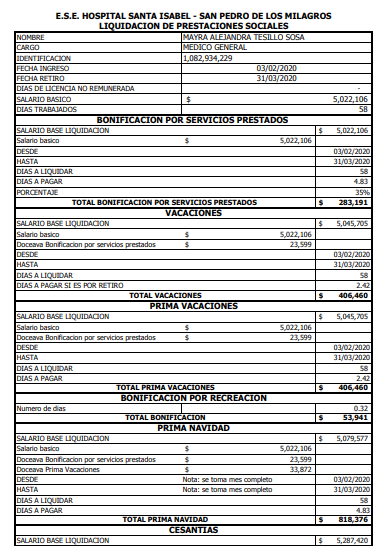 E.S.E. HOSPITAL SANTA ISABEL - SAN PEDRO DE LOS MILAGROS
LIQUIDACION DE PRESTACIONES SOCIALES
NOMBRE MAYRA ALEJANDRA TESILLO SOSA
CARGO MEDICO GENERAL
IDENTIFICACION 1,082,934,229
FECHA INGRESO 03/02/2020
FECHA RETIRO 31/03/2020
DIAS DE LICENCIA NO REMUNERADA -
SALARIO BASICO $ 5,022,106
DIAS TRABAJADOS 58
BONIFICACION POR SERVICIOS PRESTADOS
SALARIO BASE LIQUIDACION $ 5,022,106
Salario basico $ 5,022,106
DESDE 03/02/2020
HASTA 31/03/2020
DIAS A LIQUIDAR 58
DIAS A PAGAR 4.83
PORCENTAJE 35%
TOTAL BONIFICACION POR SERVICIOS PRESTADOS $ 283,191
VACACIONES
SALARIO BASE LIQUIDACION $ 5,045,705
Salario basico $ 5,022,106
Doceava Bonificacion por servicios prestados $ 23,599
DESDE 03/02/2020
HASTA 31/03/2020
DIAS A LIQUIDAR 58
DIAS A PAGAR SI ES POR RETIRO 2.42
TOTAL VACACIONES $ 406,460
PRIMA VACACIONES
SALARIO BASE LIQUIDACION $ 5,045,705
Salario basico $ 5,022,106
Doceava Bonificacion por servicios prestados $ 23,599
DESDE 03/02/2020
HASTA 31/03/2020
DIAS A LIQUIDAR 58
DIAS A PAGAR 2.42
TOTAL PRIMA VACACIONES $ 406,460
BONIFICACION POR RECREACION
Numero de dias 0.32
TOTAL BONIFICACION $ 53,941
PRIMA NAVIDAD
SALARIO BASE LIQUIDACION $ 5,079,577
Salario basico $ 5,022,106
Doceava Bonificacion por servicios prestados $ 23,599
Doceava Prima Vacaciones $ 33,872
DESDE Nota: se toma mes completo 03/02/2020
HASTA Nota: se toma mes completo 31/03/2020
DIAS A LIQUIDAR 58
DIAS A PAGAR 4.83
TOTAL PRIMA NAVIDAD $ 818,376
CESANTIAS
SALARIO BASE LIQUIDACION $ 5,287,420